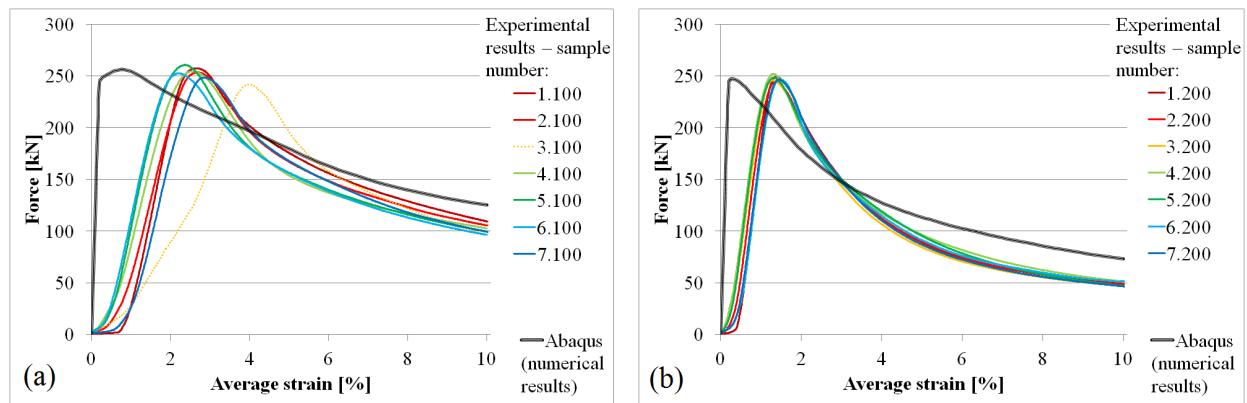 300
250
200
150
100
50
0
0 2 4 6 8 10
Force [kN]
Average strain [%]
(a)
Experimental
results – sample
number:
1.100
2.100
3.100
4.100
5.100
6.100
7.100
Abaqus
(numerical
results)
300
250
200
150
100
50
0
0 2 4 6 8 10
Force [kN]
Average strain [%]
(b)
Experimental
results – sample
number:
1.200
2.200
3.200
4.200
5.200
6.200
7.200
Abaqus
(numerical
results)